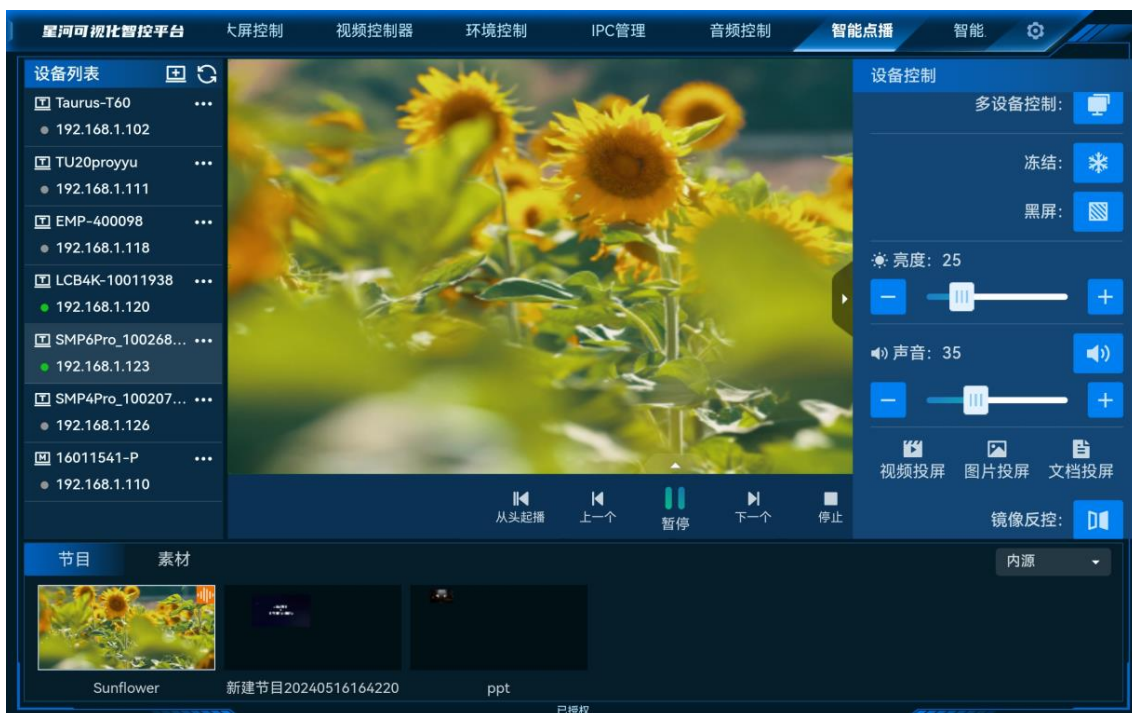 星河可视化智控平台
大屏控制
视频控制器
环境控制
IPC管理
音频控制
智能点播
智能
设备列表
Taurus-T60
192.168.1.102
TU20proyyu
192.168.1.111
EMP-400098
192.168.1.118
LCB4K-10011938
192.168.1.120
SMP6Pro_100268...
192.168.1.123
SMP4Pro_100207...
192.168.1.126
16011541-P
192.168.1.110
从头起播
上一个
暂停
下一个
停止
设备控制
多设备控制:
冻结:
黑屏:
亮度: 25
声音: 35
视频投屏
图片投屏
文档投屏
镜像反控:
节目
素材
内源
Sunflower
新建节目20240516164220
ppt
已授权